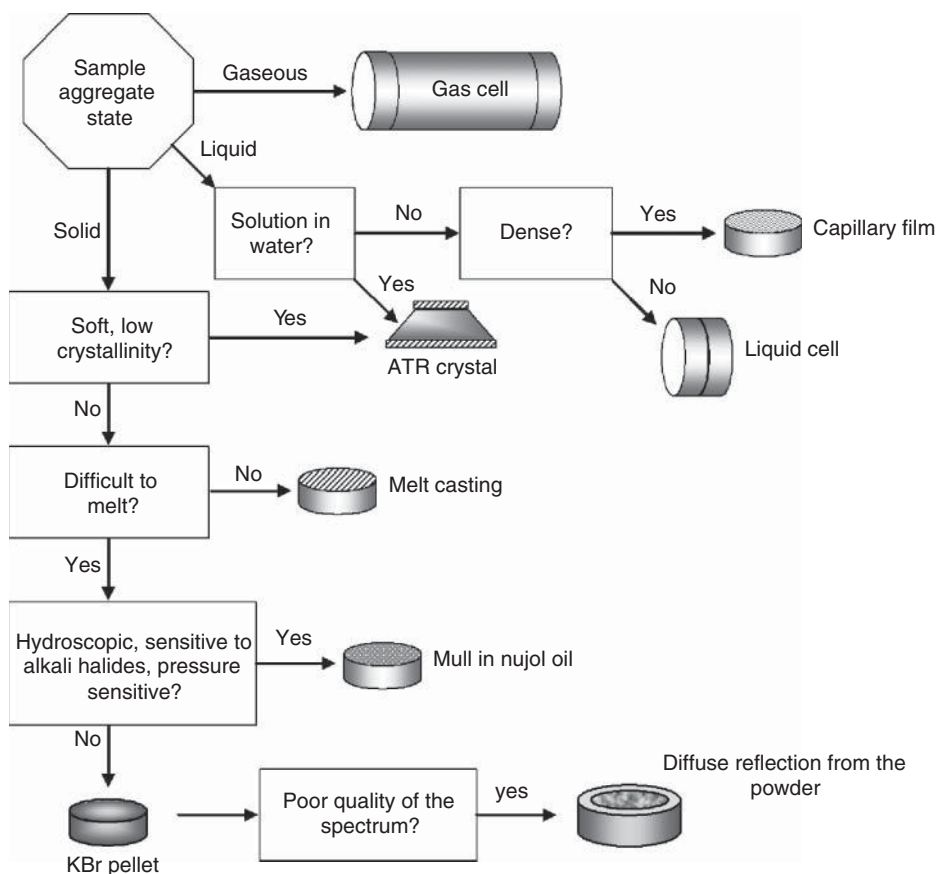 Sample
aggregate
state
Gaseous
Gas cell
Liquid
Solution in
water?
No
Dense?
Yes
Capillary film
Solid
Yes
No
Soft, low
crystallinity?
Yes
ATR crystal
Liquid cell
No
Difficult to
melt?
No
Melt casting
Yes
Hydroscopic, sensitive to
alkali halides, pressure
sensitive?
Yes
Mull in nujol oil
No
KBr pellet
Poor quality of the
spectrum?
yes
Diffuse reflection from the
powder